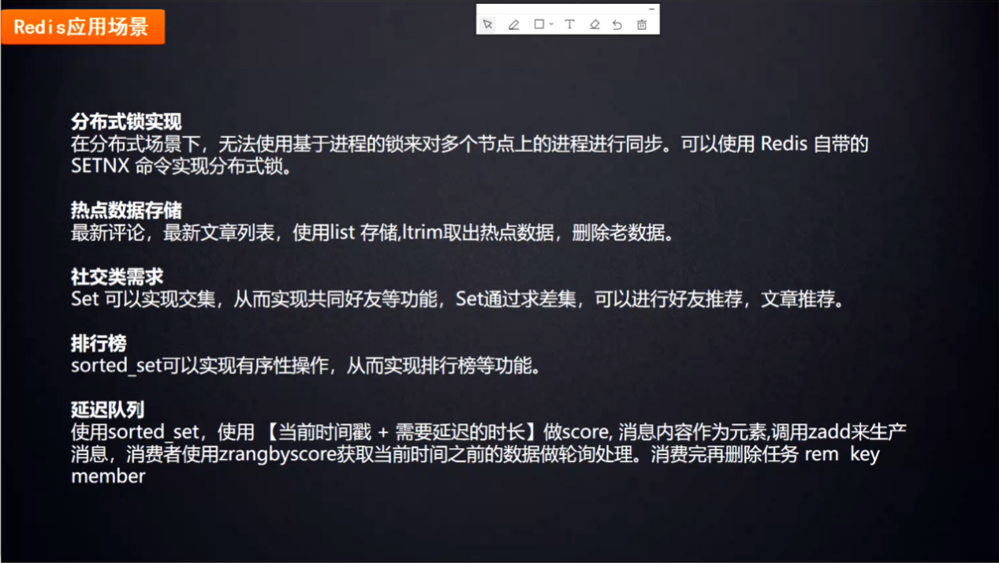 Redis应用场景
T
分布式锁实现
在分布式场景下，无法使用基于进程的锁来对多个节点上的进程进行同步。可以使用 Redis 自带的
SETNX 命令实现分布式锁。
热点数据存储
最新评论，最新文章列表，使用list 存储,ltrim取出热点数据，删除老数据。
社交类需求
Set 可以实现交集，从而实现共同好友等功能，Set通过求差集，可以进行好友推荐，文章推荐。
排行榜
sorted_set可以实现有序性操作，从而实现排行榜等功能。
延迟队列
使用sorted_set，使用 【当前时间戳 + 需要延迟的时长】做score, 消息内容作为元素,调用zadd来生产
消息，消费者使用zrangbyscore获取当前时间之前的数据做轮询处理。消费完再删除任务 rem  key
member